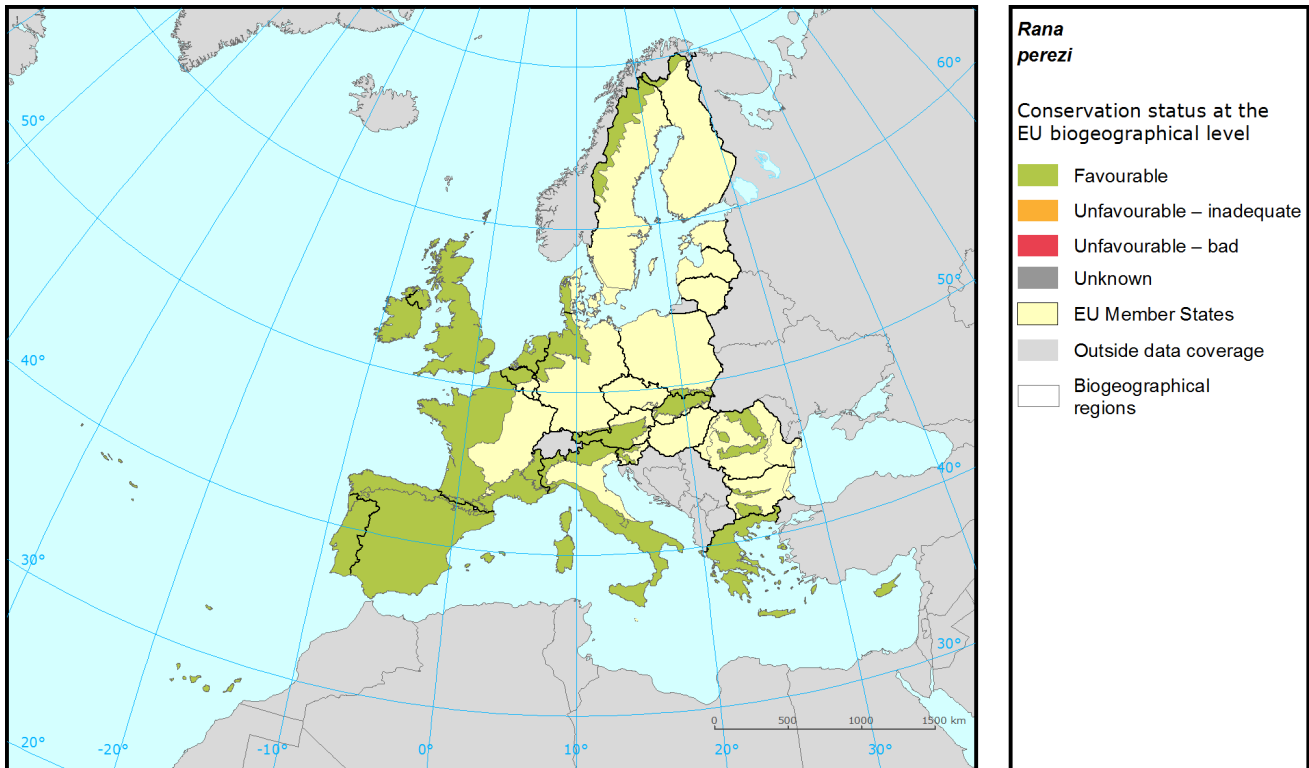 Rana
perezi
Conservation status at the
EU biogeographical level
Favourable
Unfavourable – inadequate
Unfavourable – bad
Unknown
EU Member States
Outside data coverage
Biogeographical
regions
60°
50°
50°
40°
40°
30°
30°
20°
-20°
-10°
0°
10°
20°
30°
0 500 1000 1500 km